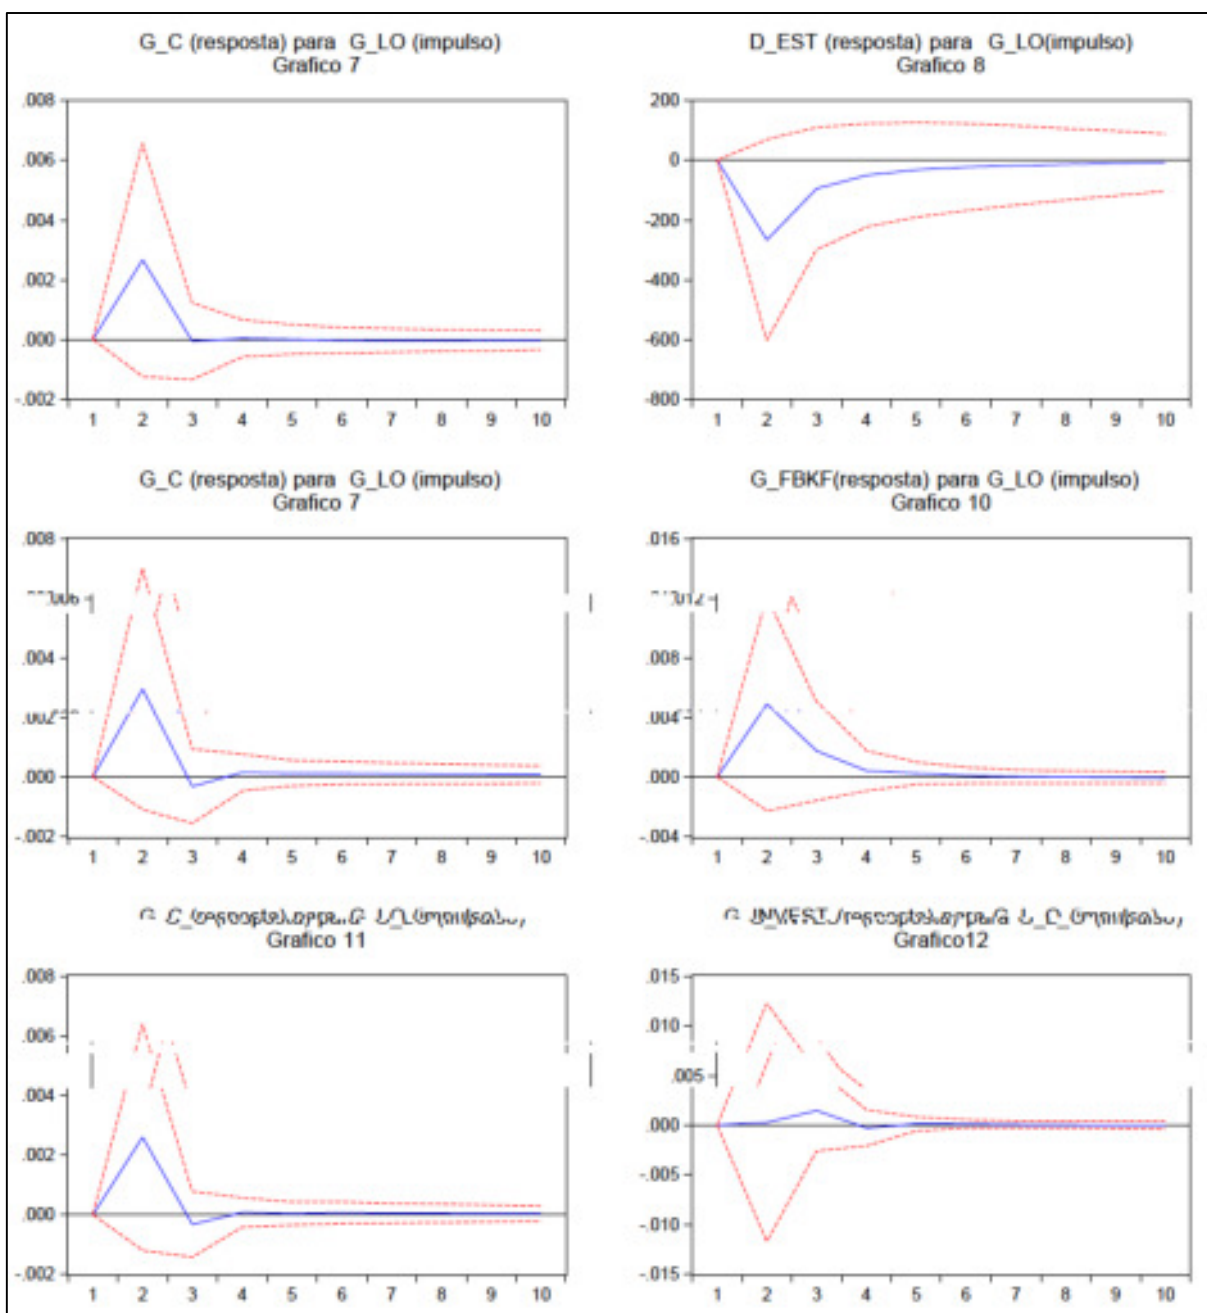 G_C (resposta) para G_LO (impulso)
Grafico 7
.008
.006
.004
.002
.000
-.002
1 2 3 4 5 6 7 8 9 10
D_EST (resposta) para G_LO(impulso)
Grafico 8
200
0
-200
-400
-600
-800
1 2 3 4 5 6 7 8 9 10
G_C (resposta) para G_LO (impulso)
Grafico 7
.008
.006
.004
.002
.000
-.002
1 2 3 4 5 6 7 8 9 10
G_FBKF(resposta) para G_LO (impulso)
Grafico 10
.016
.012
.008
.004
.000
-.004
1 2 3 4 5 6 7 8 9 10
Grafico 11
.008
.006
.004
.002
.000
-.002
1 2 3 4 5 6 7 8 9 10
Grafico12
.015
.010
.005
.000
-.005
-.010
-.015
1 2 3 4 5 6 7 8 9 10